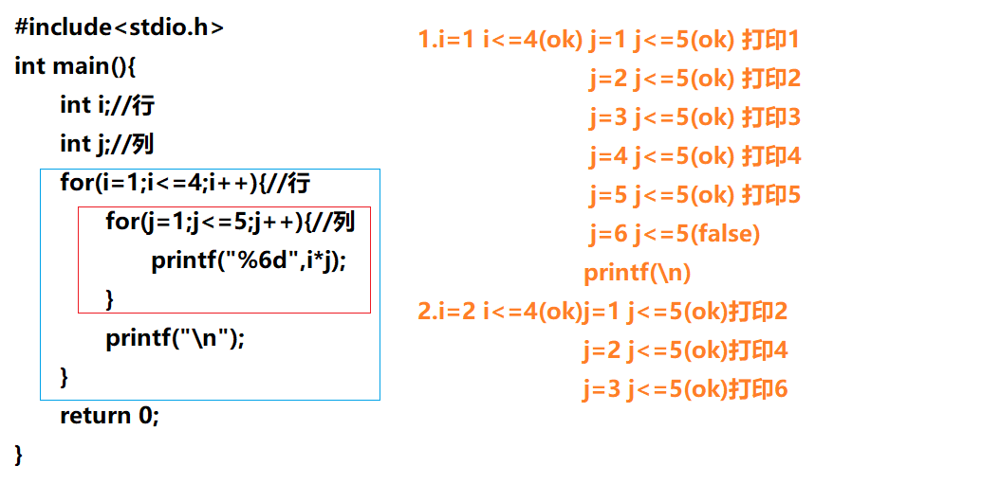 #include<stdio.h>
int main(){
int i;//行
int j;//列
for(i=1;i<=4;i++){//行
for(j=1;j<=5;j++){//列
printf("%6d",i*j);
}
printf("\n");
}
return 0;
}
1.i=1 i<=4(ok) j=1 j<=5(ok) 打印1
j=2 j<=5(ok) 打印2
j=3 j<=5(ok) 打印3
j=4 j<=5(ok) 打印4
j=5 j<=5(ok) 打印5
j=6 j<=5(false)
printf(\n)
2.i=2 i<=4(ok)j=1 j<=5(ok)打印2
j=2 j<=5(ok)打印4
j=3 j<=5(ok)打印6